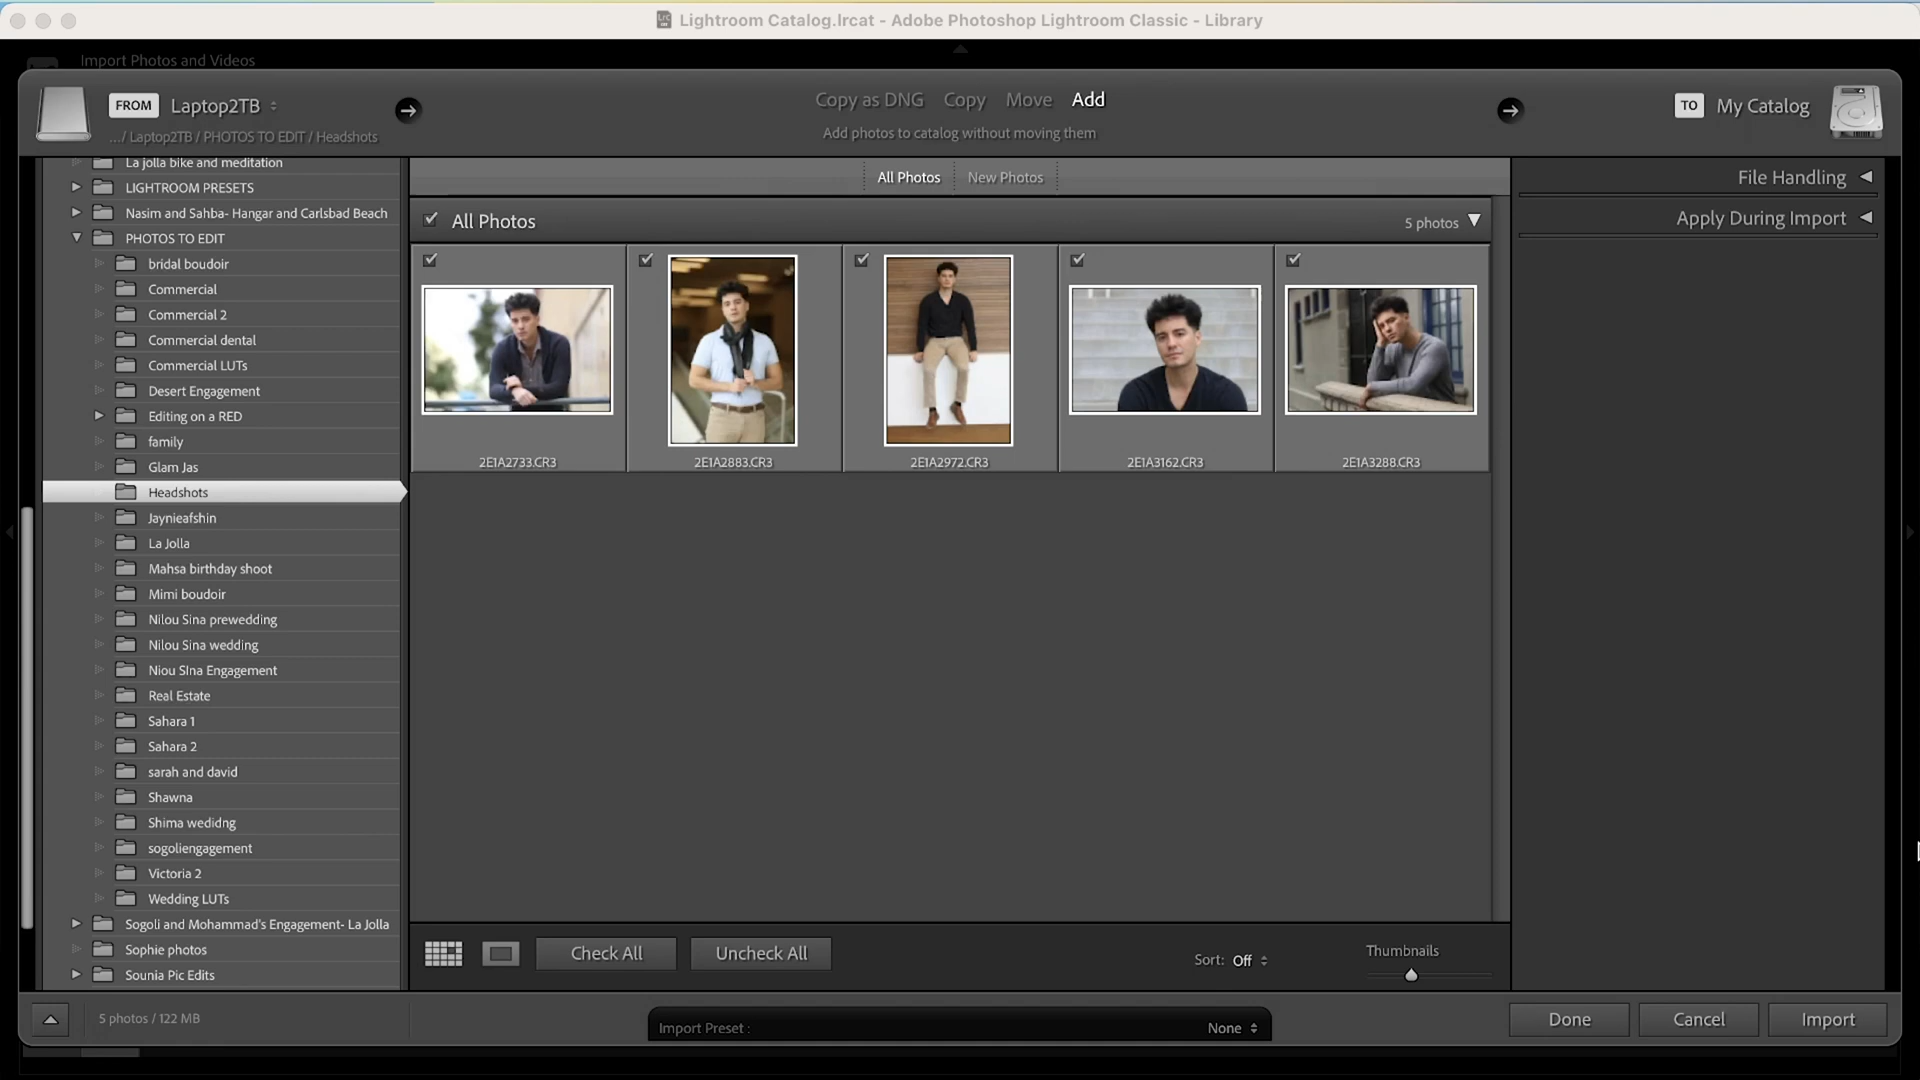 Lightroom Catalog.lrcat - Adobe Photoshop Lightroom Classic - Library
Import Photos and Videos
FROM Laptop2TB
.../ Laptop2TB / PHOTOS TO EDIT / Headshots
Copy as DNG Copy Move Add
Add photos to catalog without moving them
TO My Catalog
La jolla bike and meditation
LIGHTROOM PRESETS
Nasim and Sahba- Hangar and Carlsbad Beach
PHOTOS TO EDIT
bridal boudoir
Commercial
Commercial 2
Commercial dental
Commercial LUTs
Desert Engagement
Editing on a RED
family
Glam Jas
Headshots
Jaynieafshin
La Jolla
Mahsa birthday shoot
Mimi boudoir
Nilou Sina prewedding
Nilou Sina wedding
Niou SIna Engagement
Real Estate
Sahara 1
Sahara 2
sarah and david
Shawna
Shima wedidng
sogoliengagement
Victoria 2
Wedding LUTs
Sogoli and Mohammad's Engagement- La Jolla
Sophie photos
Sounia Pic Edits
All Photos New Photos
All Photos
5 photos
2E1A2733.CR3
2E1A2883.CR3
2E1A2972.CR3
2E1A3162.CR3
2E1A3288.CR3
File Handling
Apply During Import
Check All
Uncheck All
Sort: Off
Thumbnails
5 photos / 122 MB
Import Preset : None
Done
Cancel
Import